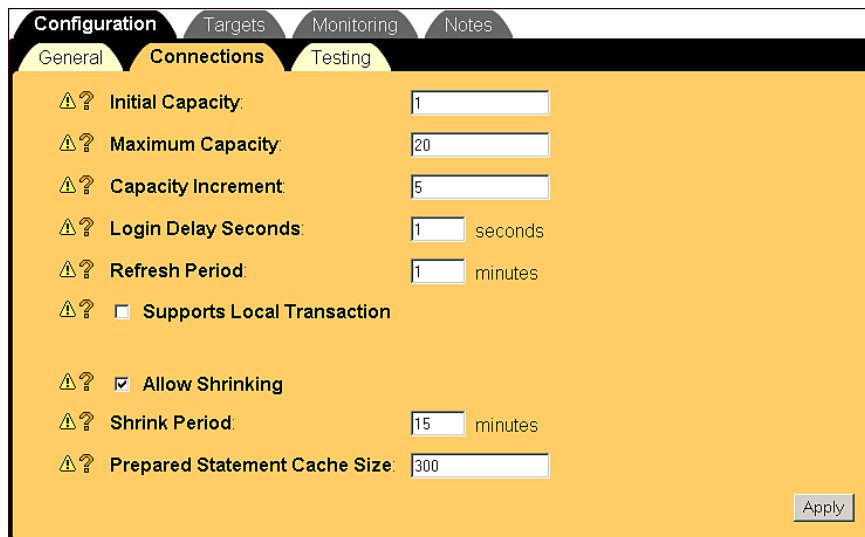 Configuration Targets Monitoring Notes
General Connections Testing
? Initial Capacity: 1
? Maximum Capacity: 20
? Capacity Increment: 5
? Login Delay Seconds: 1 seconds
? Refresh Period: 1 minutes
? Supports Local Transaction
? Allow Shrinking
? Shrink Period: 15 minutes
? Prepared Statement Cache Size: 300
Apply